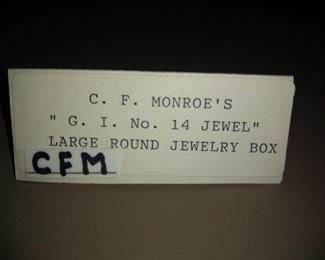 C. F. MONROE'S
" G. I. No. 14 JEWEL"
LARGE ROUND JEWELRY BOX
CFM